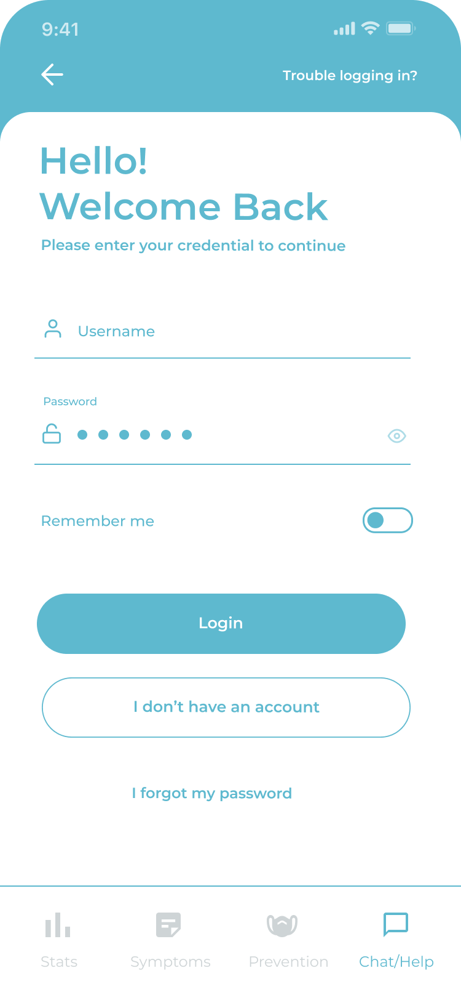 9:41
Trouble logging in?
Hello!
Welcome Back
Please enter your credential to continue
Username
Password
Remember me
Login
I don’t have an account
I forgot my password
Stats
Symptoms
Prevention
Chat/Help